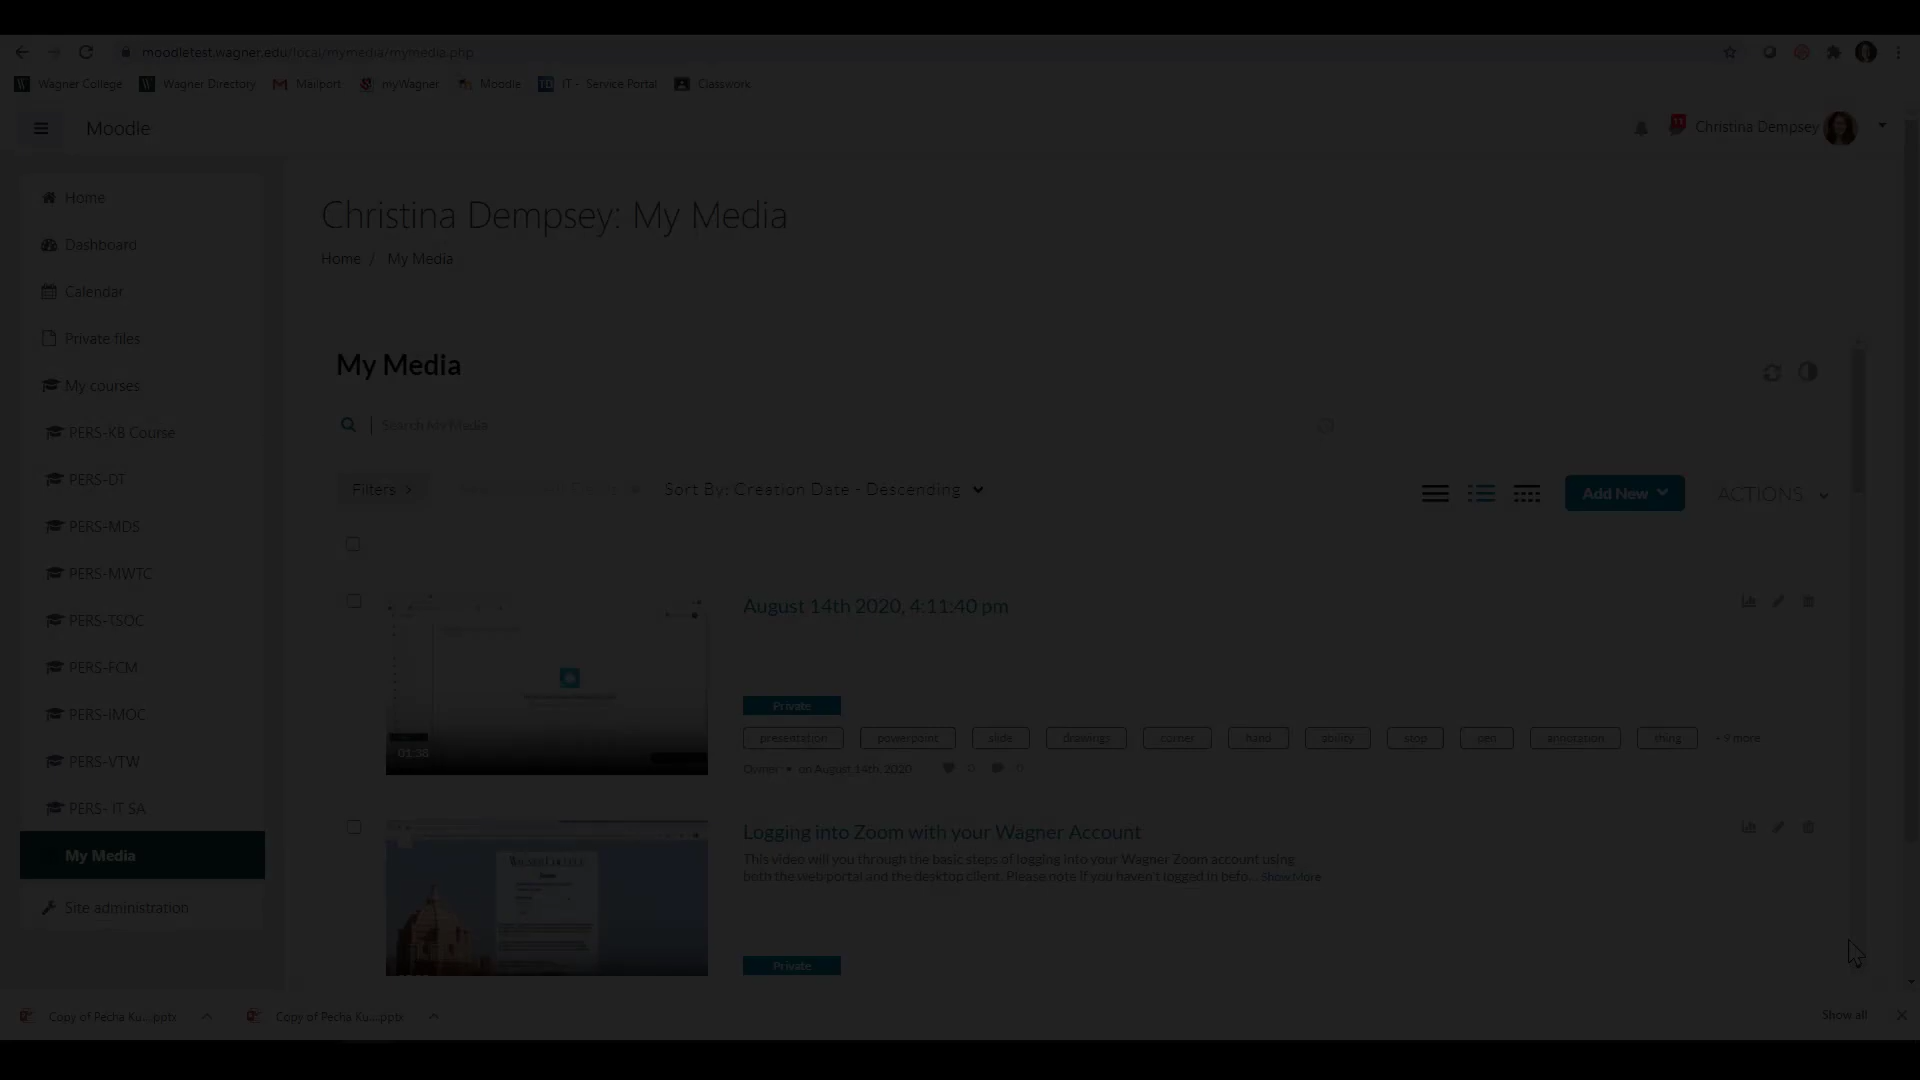 moodletest.wagner.edu/local/mymedia/mymedia.php
Wagner College Wagner Directory Mailport myWagner Moodle IT - Service Portal Classwork
Moodle
11 Christina Dempsey
Home
Dashboard
Calendar
Private files
My courses
PERS-KB Course
PERS-DT
PERS-MDS
PERS-MWTC
PERS-TSOC
PERS-FCM
PERS-IMOC
PERS-VTW
PERS- IT SA
My Media
Site administration
Christina Dempsey: My Media
Home / My Media
My Media
Search My Media
Filters > Sort By: Creation Date - Descending Add New ACTIONS
August 14th 2020, 4:11:40 pm
01:38
Private
presentation powerpoint slide drawings corner hand ability stop pen annotation thing + 9 more
Owner • on August 14th, 2020 0 0
Logging into Zoom with your Wagner Account
This video will you through the basic steps of logging into your Wagner Zoom account using
both the web portal and the desktop client. Please note if you haven't logged in befo... Show More
WAGNER COLLEGE
Private
Copy of Pecha Ku....pptx Copy of Pecha Ku....pptx Show all